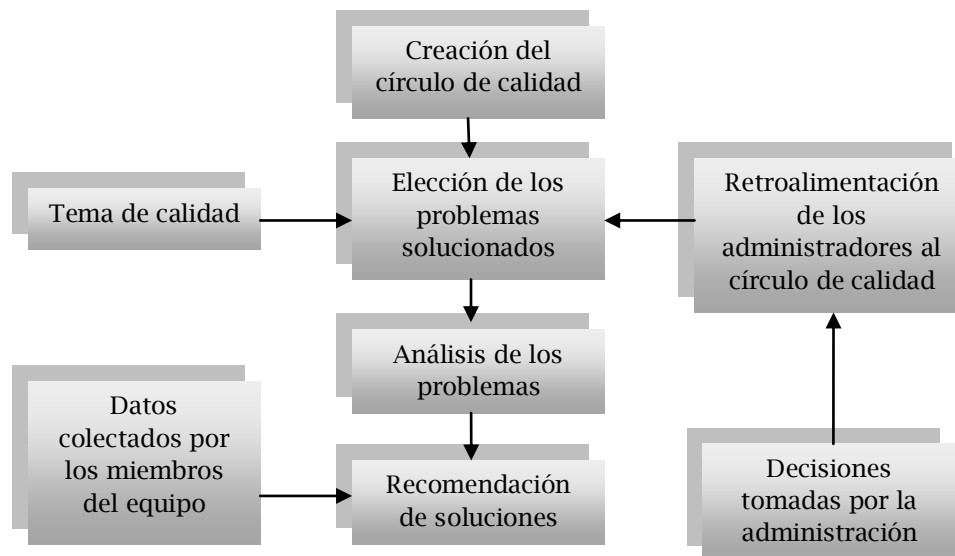 Creación del
círculo de calidad
Tema de calidad
Elección de los
problemas
solucionados
Retroalimentación
de los
administradores al
círculo de calidad
Análisis de los
problemas
Datos
colectados por
los miembros
del equipo
Recomendación
de soluciones
Decisiones
tomadas por la
administración